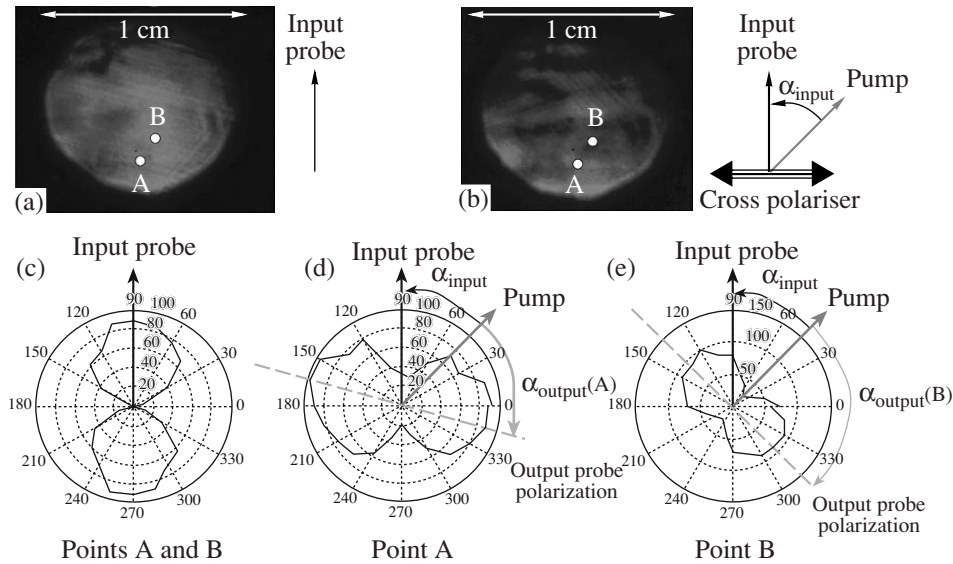 1 cm
B
A
(a)
Input
probe
1 cm
B
A
(b)
Input
probe
αinput
Pump
Cross polariser
(c)
Input probe
90
100
120
60
80
150
60
30
40
20
180
0
210
330
240
300
270
Points A and B
(d)
Input probe
αinput
Pump
90
100
120
60
80
150
60
30
40
20
180
0
αoutput(A)
210
330
240
300
270
Output probe
polarization
Point A
(e)
Input probe
αinput
Pump
90
150
120
60
100
150
30
50
180
0
αoutput(B)
210
330
240
300
270
Output probe
polarization
Point B